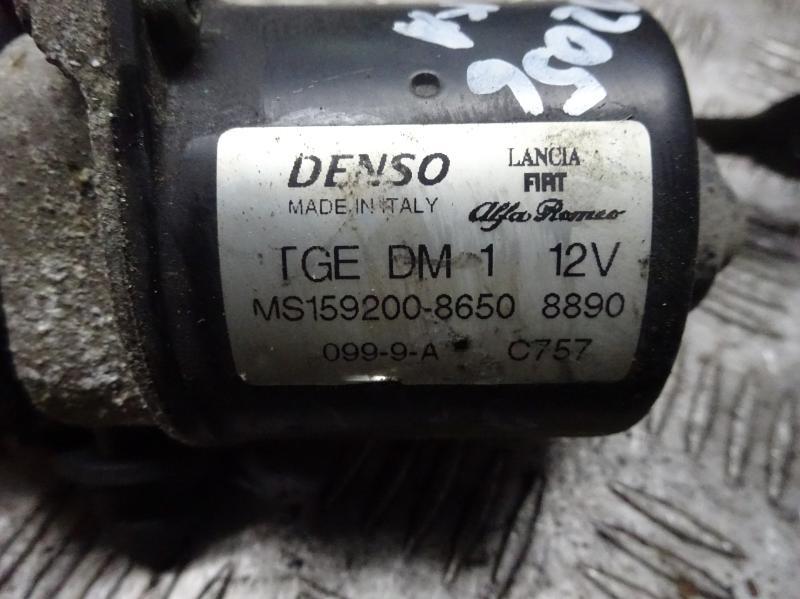 DENSO
MADE IN ITALY
LANCIA
FIAT
Alfa Romeo
TGE DM 1 12V
MS159200-8650 8890
099-9-A C757